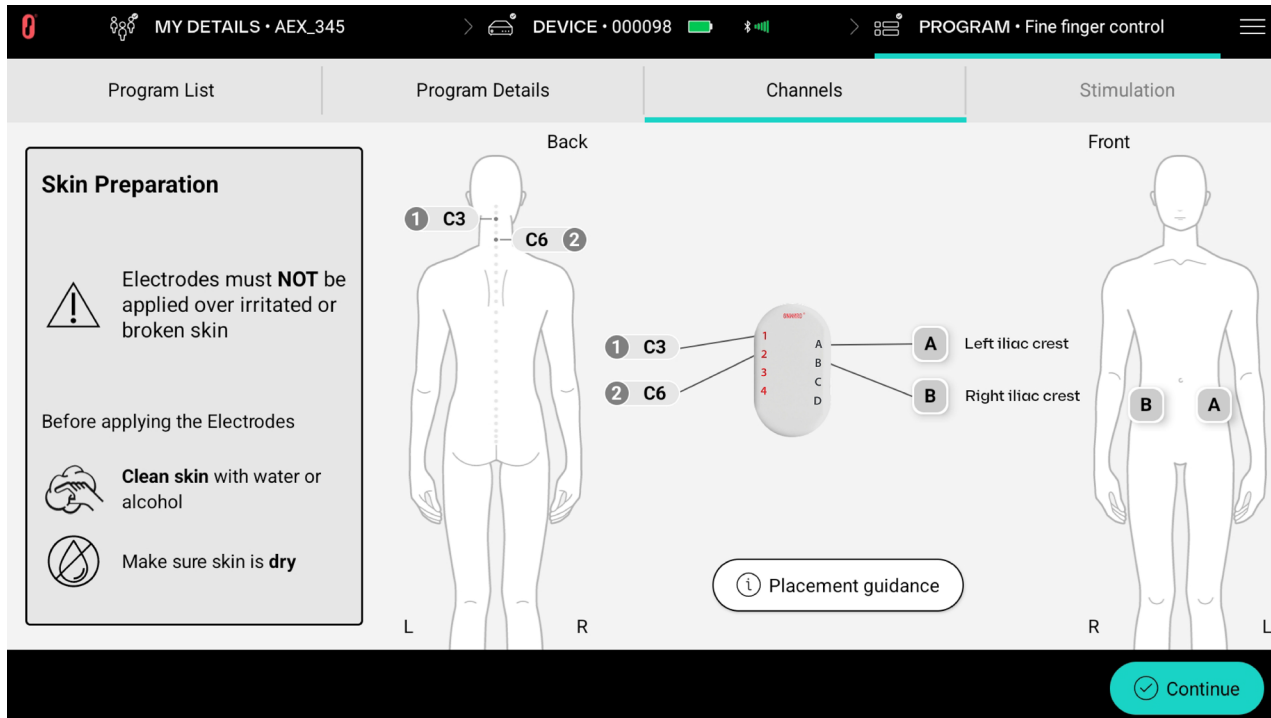 MY DETAILS • AEX_345
DEVICE • 000098
PROGRAM • Fine finger control
Program List
Program Details
Channels
Stimulation
Skin Preparation
Electrodes must NOT be
applied over irritated or
broken skin
Before applying the Electrodes
Clean skin with water or
alcohol
Make sure skin is dry
Back
1 C3
C6 2
L
R
1 C3
2 C6
1
2
3
4
A
B
C
D
A Left iliac crest
B Right iliac crest
Placement guidance
Front
B
A
R
L
Continue